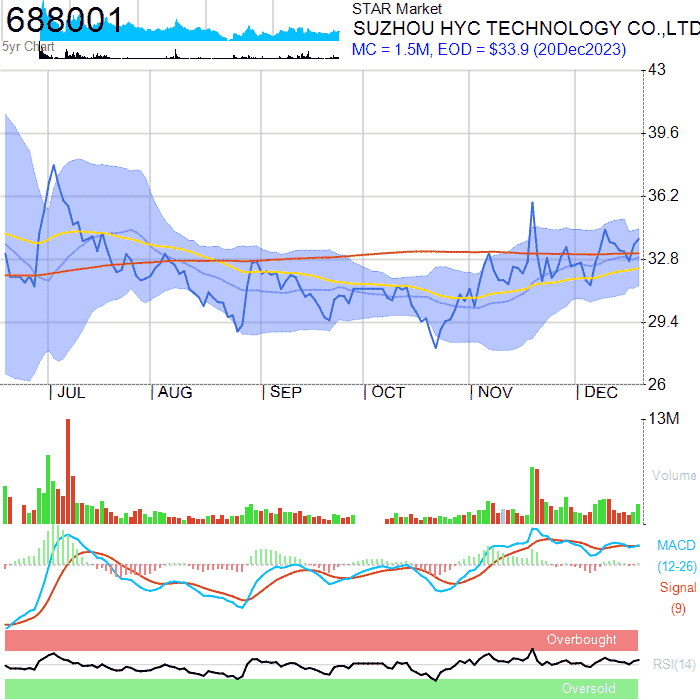 688001
5yr Chart
STAR Market
SUZHOU HYC TECHNOLOGY CO.,LTD
MC = 1.5M, EOD = $33.9 (20Dec2023)
43
39.6
36.2
32.8
29.4
26
JUL
AUG
SEP
OCT
NOV
DEC
13M
Volume
MACD
(12-26)
Signal
(9)
Overbought
RSI(14)
Oversold